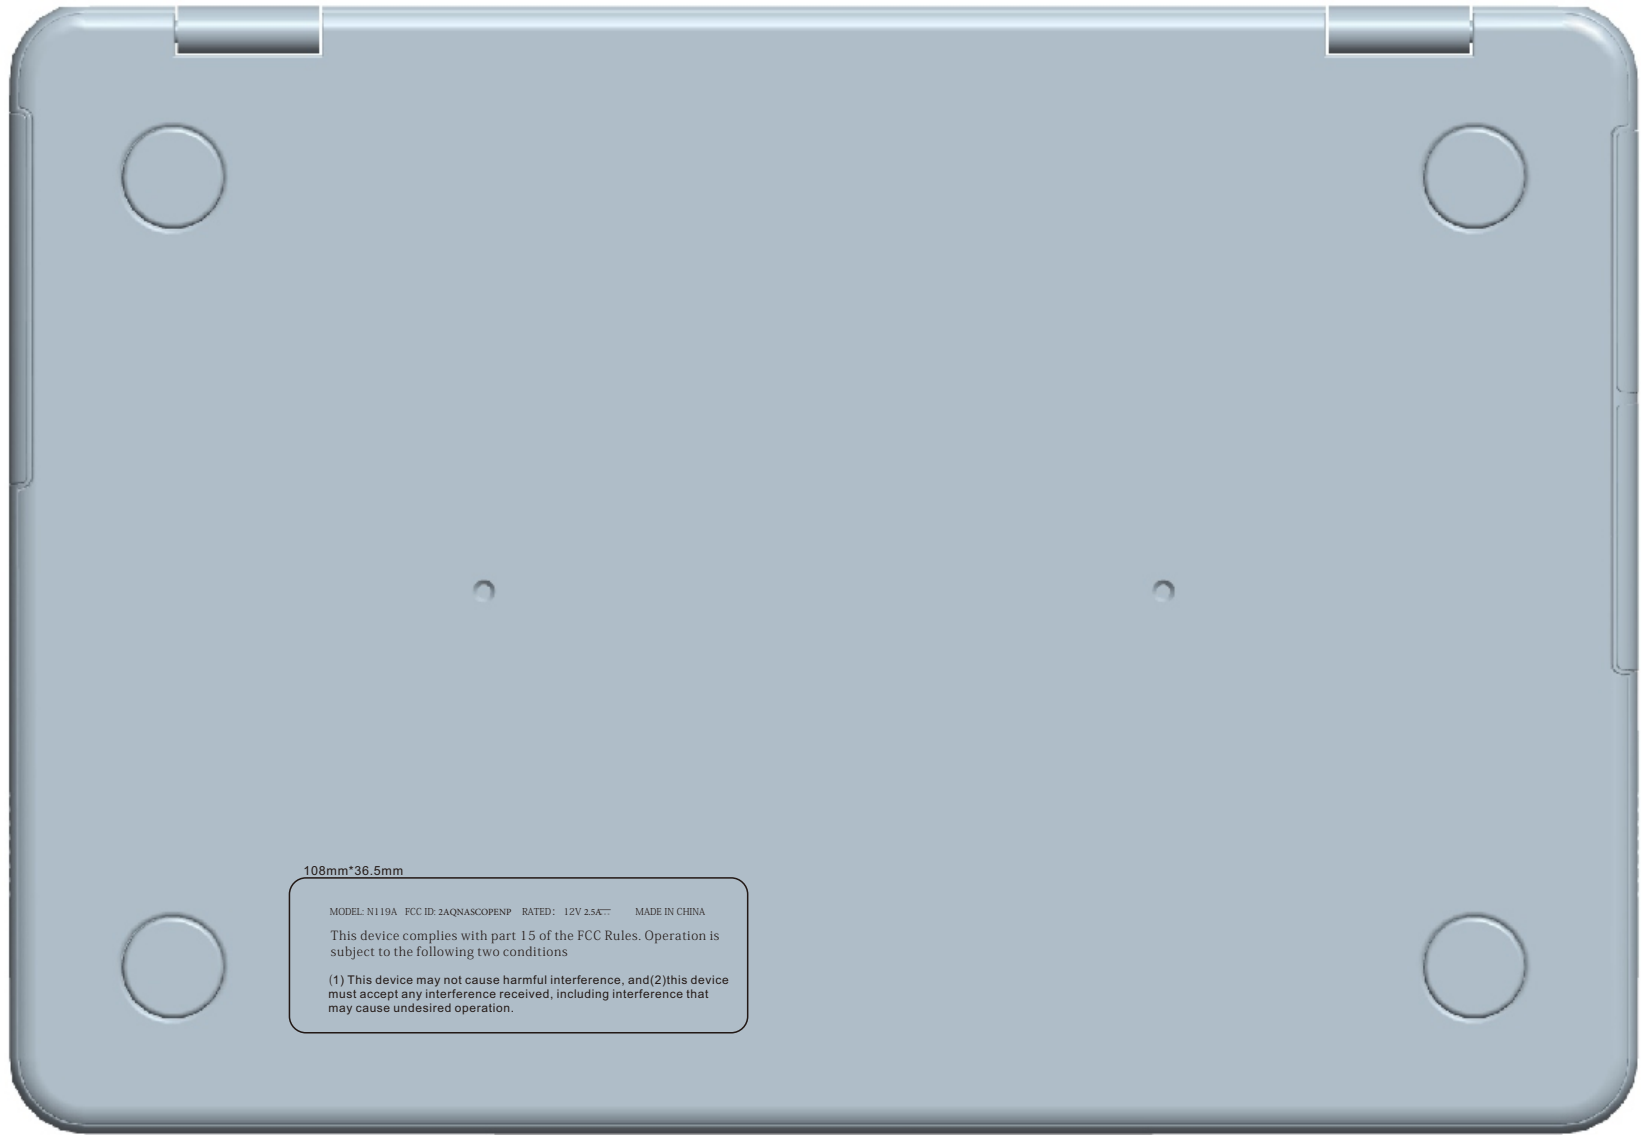 108mm*36.5mm
MODEL: N119A FCC ID: 2AQNASCOPENP RATED: 12V 2.5A⎓ MADE IN CHINA
This device complies with part 15 of the FCC Rules. Operation is
subject to the following two conditions
(1) This device may not cause harmful interference, and(2)this device
must accept any interference received, including interference that
may cause undesired operation.